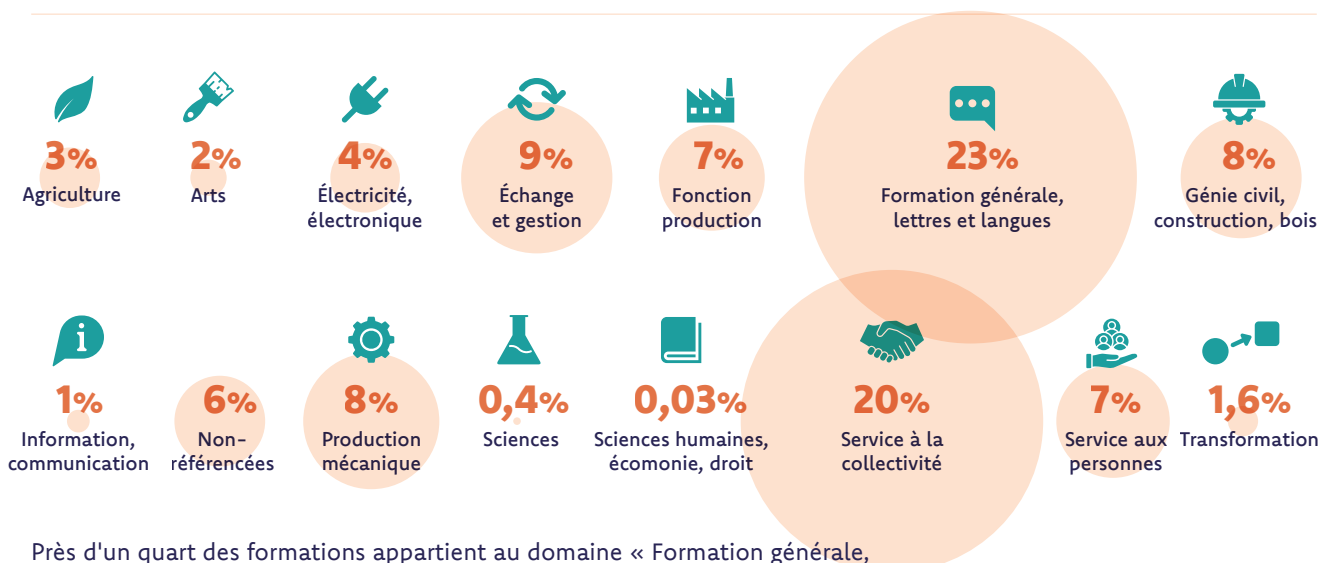 3%
Agriculture
2%
Arts
4%
Électricité,
électronique
9%
Échange
et gestion
7%
Fonction
production
23%
Formation générale,
lettres et langues
8%
Génie civil,
construction, bois
1%
Information,
communication
6%
Non-
référencées
8%
Production
mécanique
0,4%
Sciences
0,03%
Sciences humaines,
écomonie, droit
20%
Service à la
collectivité
7%
Service aux
personnes
1,6%
Transformation
Près d'un quart des formations appartient au domaine « Formation générale,